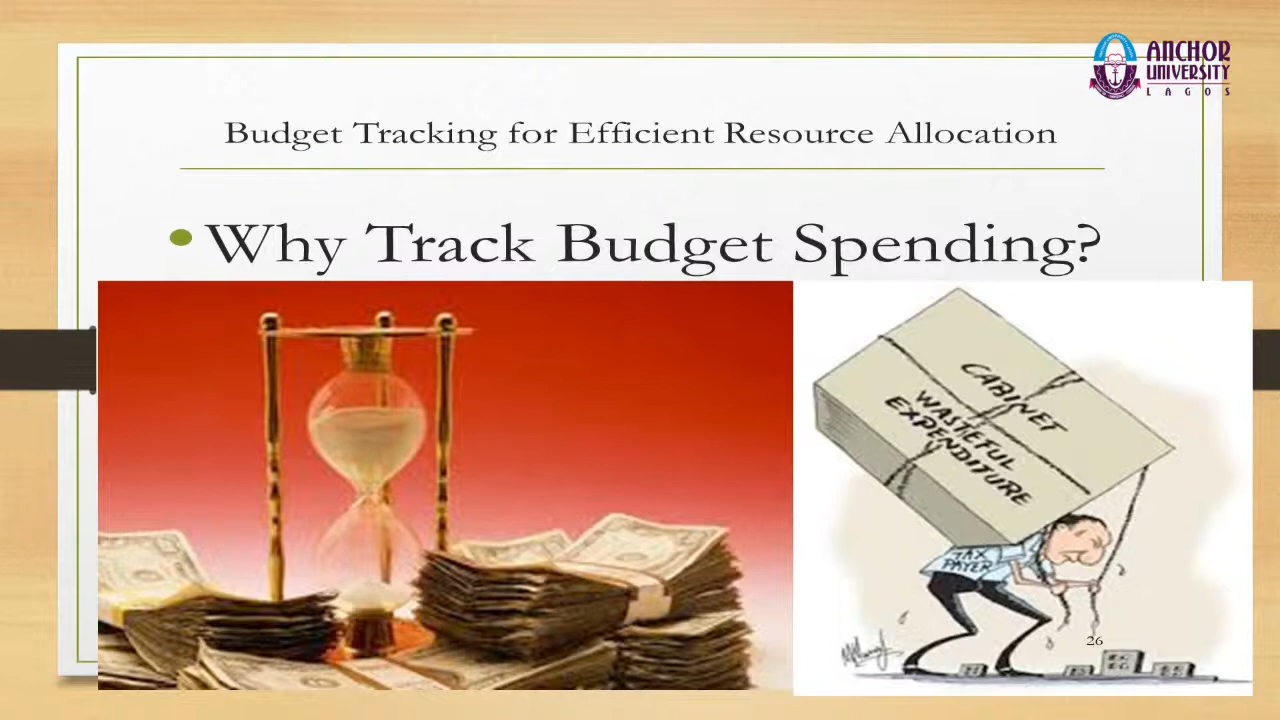 ANCHOR
UNIVERSITY
LAGOS
Budget Tracking for Efficient Resource Allocation
• Why Track Budget Spending?
CABINET
WASTEFUL
EXPENDITURE
TAX
PAYER
26